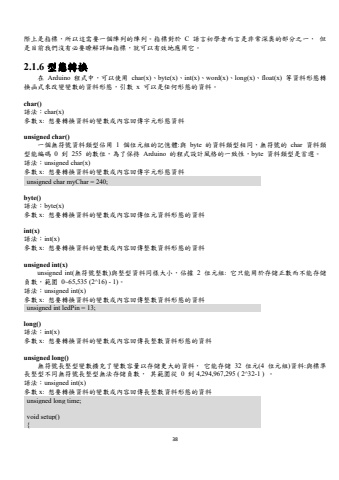 際上是指標，所以這需要一個陣列的陣列。指標對於 C 語言初學者而言是非常深奧的部分之一， 但
是目前我們沒有必要瞭解詳細指標，就可以有效地應用它。
2.1.6 型態轉換
在 Arduino 程式中，可以使用 char(x)、byte(x)、int(x)、word(x)、long(x)、float(x) 等資料形態轉
換函式來改變變數的資料形態，引數 x 可以是任何形態的資料。
char()
語法：char(x)
參數 x: 想要轉換資料的變數或內容回傳字元形態資料
unsigned char()
一個無符號資料類型佔用 1 個位元組的記憶體:與 byte 的資料類型相同，無符號的 char 資料類
型能編碼 0 到 255 的數位，為了保持 Arduino 的程式設計風格的一致性，byte 資料類型是首選。
語法：unsigned char(x)
參數 x: 想要轉換資料的變數或內容回傳字元形態資料
unsigned char myChar = 240;
byte()
語法：byte(x)
參數 x: 想要轉換資料的變數或內容回傳位元資料形態的資料
int(x)
語法：int(x)
參數 x: 想要轉換資料的變數或內容回傳整數資料形態的資料
unsigned int(x)
unsigned int(無符號整數)與整型資料同樣大小，佔據 2 位元組: 它只能用於存儲正數而不能存儲
負數，範圍 0~65,535 (2^16) - 1)。
語法：unsigned int(x)
參數 x: 想要轉換資料的變數或內容回傳整數資料形態的資料
unsigned int ledPin = 13;
long()
語法：int(x)
參數 x: 想要轉換資料的變數或內容回傳長整數資料形態的資料
unsigned long()
無符號長整型變數擴充了變數容量以存儲更大的資料， 它能存儲 32 位元(4 位元組)資料:與標準
長整型不同無符號長整型無法存儲負數， 其範圍從 0 到 4,294,967,295 ( 2^32-1 ) 。
語法：unsigned int(x)
參數 x: 想要轉換資料的變數或內容回傳長整數資料形態的資料
unsigned long time;
void setup()
{
38